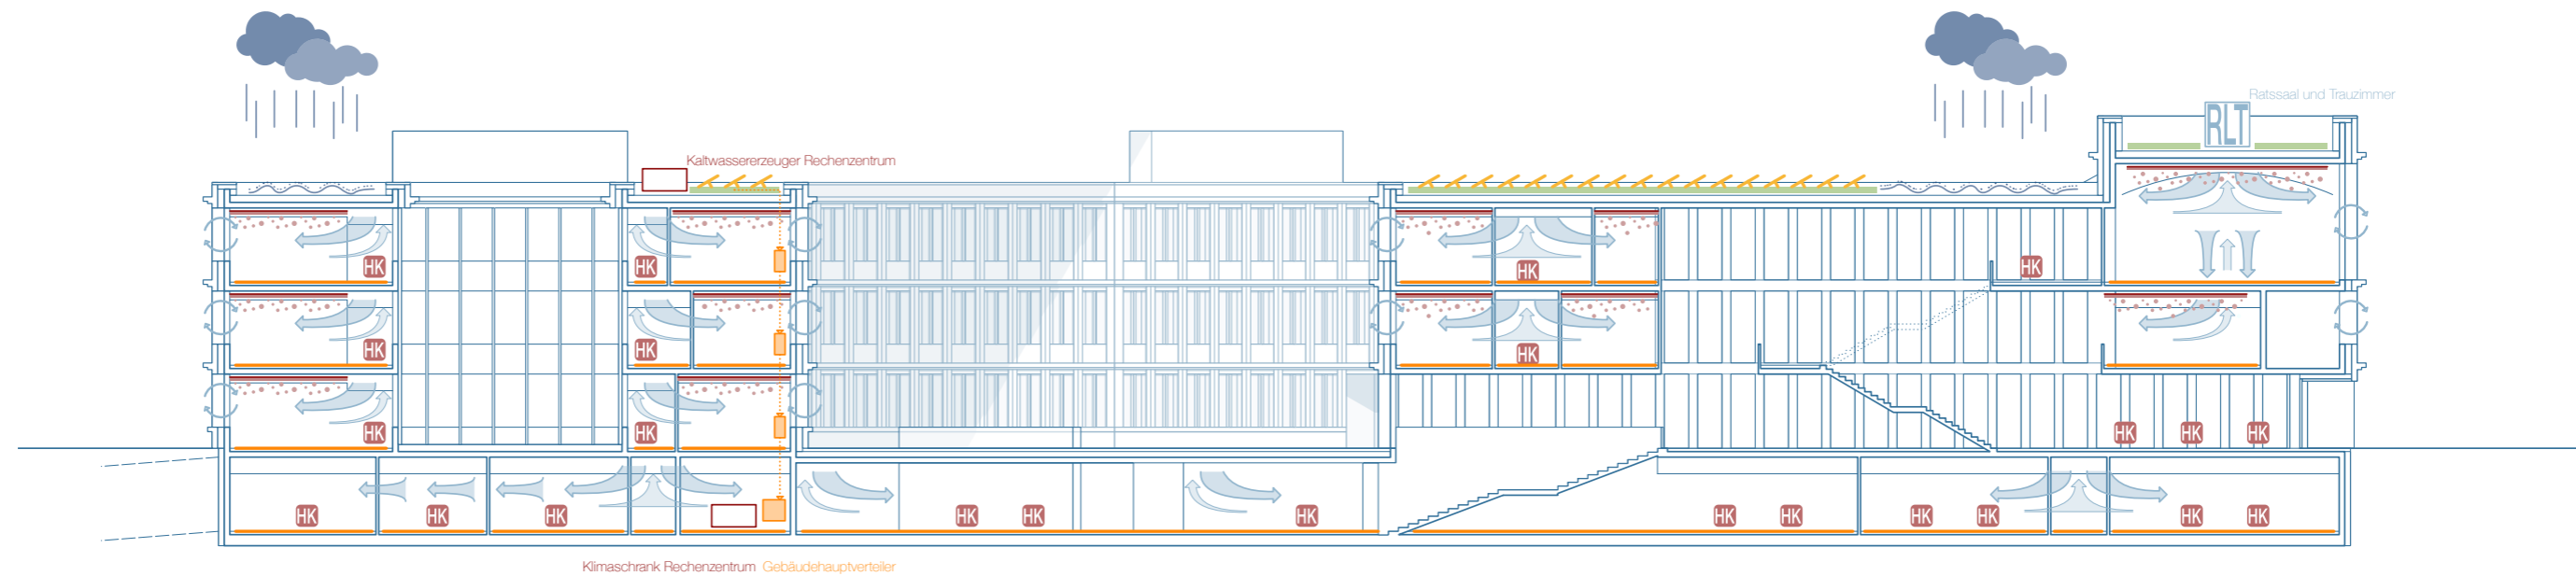 Ratssaal und Trauzimmer
RLT
Kaltwassererzeuger Rechenzentrum
HK HK HK
HK
HK HK HK
HK HK HK HK HK
HK HK HK HK HK HK HK HK HK HK HK HK
Klimaschrank Rechenzentrum Gebäudehauptverteiler